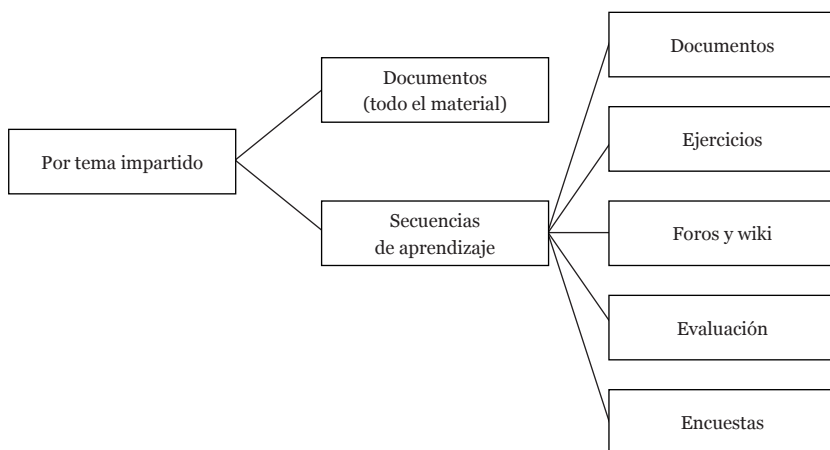 Por tema impartido
Documentos
(todo el material)
Secuencias
de aprendizaje
Documentos
Ejercicios
Foros y wiki
Evaluación
Encuestas